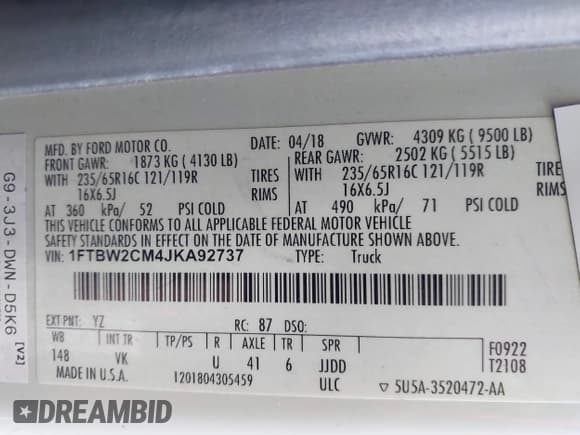 MFD. BY FORD MOTOR CO.
DATE: 04/18 GVWR: 4309 KG ( 9500 LB)
FRONT GAWR: 1873 KG ( 4130 LB)
REAR GAWR: 2502 KG ( 5515 LB)
WITH 235/65R16C 121/119R TIRES
WITH 235/65R16C 121/119R TIRES
16X6.5J RIMS
16X6.5J RIMS
AT 360 kPa/ 52 PSI COLD
AT 490 kPa/ 71 PSI COLD
THIS VEHICLE CONFORMS TO ALL APPLICABLE FEDERAL MOTOR VEHICLE
SAFETY STANDARDS IN EFFECT ON THE DATE OF MANUFACTURE SHOWN ABOVE.
VIN: 1FTBW2CM4JKA92737 TYPE: Truck
EXT PNT: YZ RC: 87 DSO:
WB INT TR TP/PS R AXLE TR SPR
148 VK U 41 6 JJDD
F0922
T2108
MADE IN U.S.A. 1201804305459 ULC ▽ 5U5A-3520472-AA
G9-3J3-DWN-D5K6 [V2]
DREAMBID